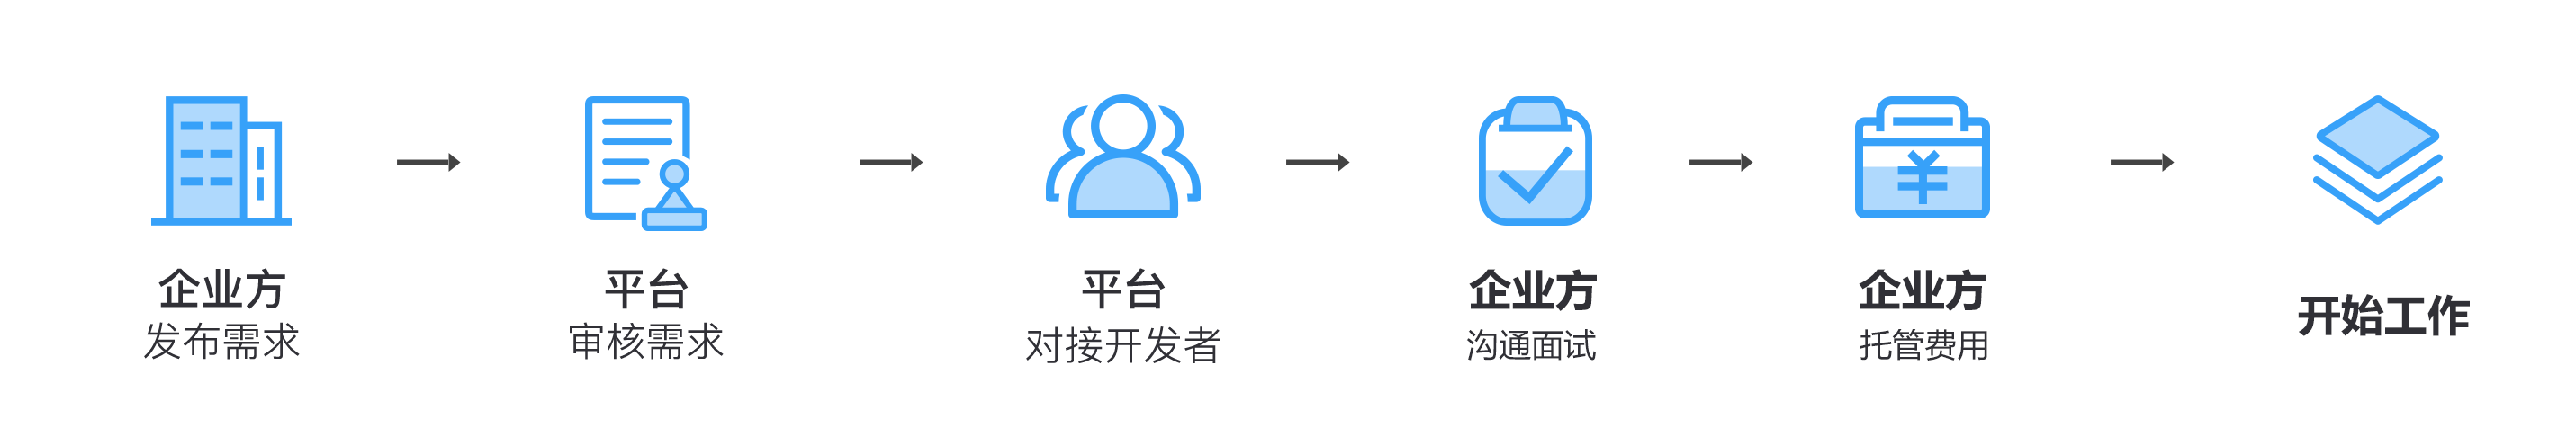 企业方
发布需求
平台
审核需求
平台
对接开发者
企业方
沟通面试
¥
企业方
托管费用
开始工作